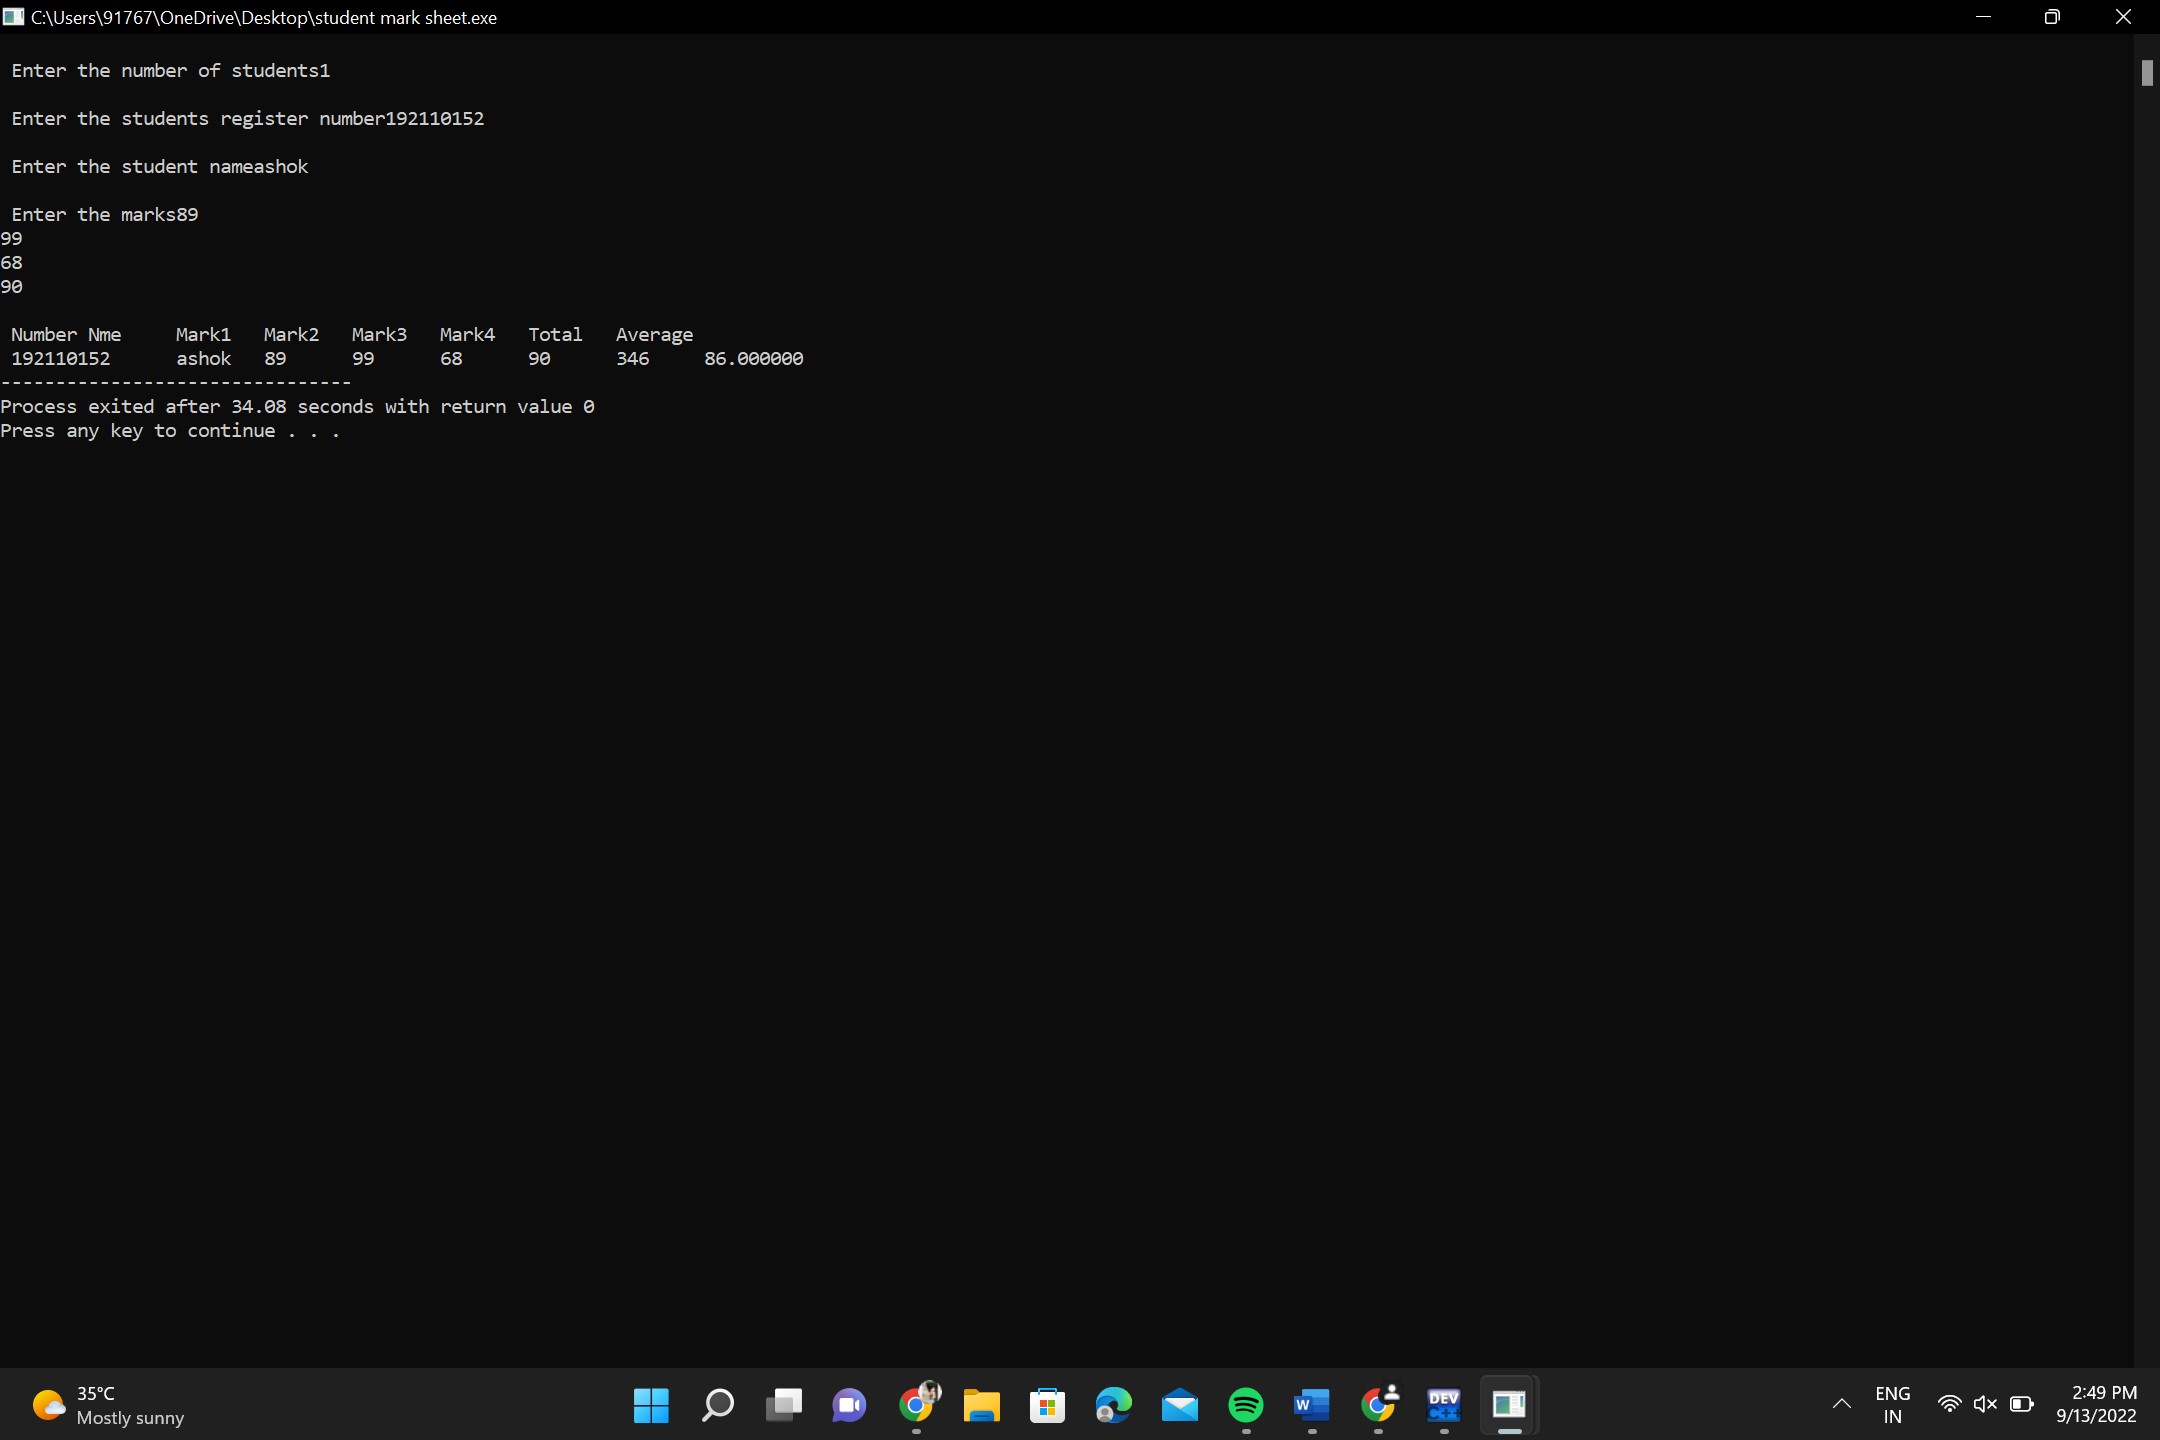 C:\Users\91767\OneDrive\Desktop\student mark sheet.exe
Enter the number of students1
Enter the students register number192110152
Enter the student nameashok
Enter the marks89
99
68
90
Number Nme Mark1 Mark2 Mark3 Mark4 Total Average
192110152 ashok 89 99 68 90 346 86.000000
--------------------------------
Process exited after 34.08 seconds with return value 0
Press any key to continue . . .
35°C
Mostly sunny
W
DEV
C++
ENG
IN
2:49 PM
9/13/2022